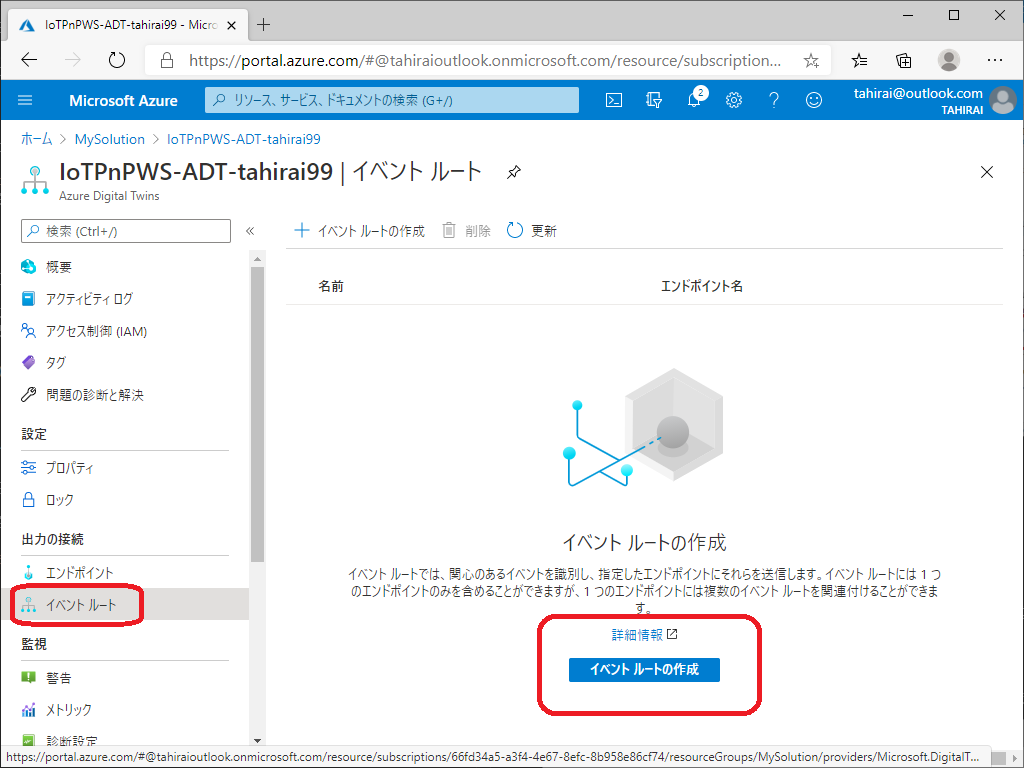 IoTPnPWS-ADT-tahirai99 - Micro
https://portal.azure.com/#@tahiraioutlook.onmicrosoft.com/resource/subscription...
Microsoft Azure
リソース、サービス、ドキュメントの検索 (G+/)
2
tahirai@outlook.com
TAHIRAI
ホーム > MySolution > IoTPnPWS-ADT-tahirai99
IoTPnPWS-ADT-tahirai99 | イベント ルート
Azure Digital Twins
検索 (Ctrl+/)
«
概要
アクティビティ ログ
アクセス制御 (IAM)
タグ
問題の診断と解決
設定
プロパティ
ロック
出力の接続
エンドポイント
イベント ルート
監視
警告
メトリック
診断設定
イベント ルートの作成
削除
更新
名前
エンドポイント名
イベント ルートの作成
イベント ルートでは、関心のあるイベントを識別し、指定したエンドポイントにそれらを送信します。イベント ルートには 1 つ
のエンドポイントのみを含めることができますが、1 つのエンドポイントには複数のイベント ルートを関連付けることができま
す。
詳細情報
イベント ルートの作成
https://portal.azure.com/#@tahiraioutlook.onmicrosoft.com/resource/subscriptions/66fd34a5-a3f4-4e67-8efc-8b958e86cf74/resourceGroups/MySolution/providers/Microsoft.DigitalT...